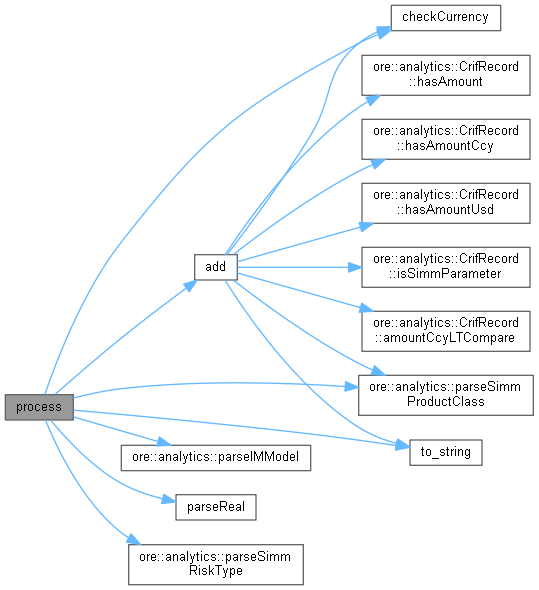 checkCurrency
ore::analytics::CrifRecord
::hasAmount
ore::analytics::CrifRecord
::hasAmountCcy
ore::analytics::CrifRecord
::hasAmountUsd
add
ore::analytics::CrifRecord
::isSimmParameter
ore::analytics::CrifRecord
::amountCcyLTCompare
ore::analytics::parseSimm
ProductClass
process
to_string
ore::analytics::parseIMModel
parseReal
ore::analytics::parseSimm
RiskType